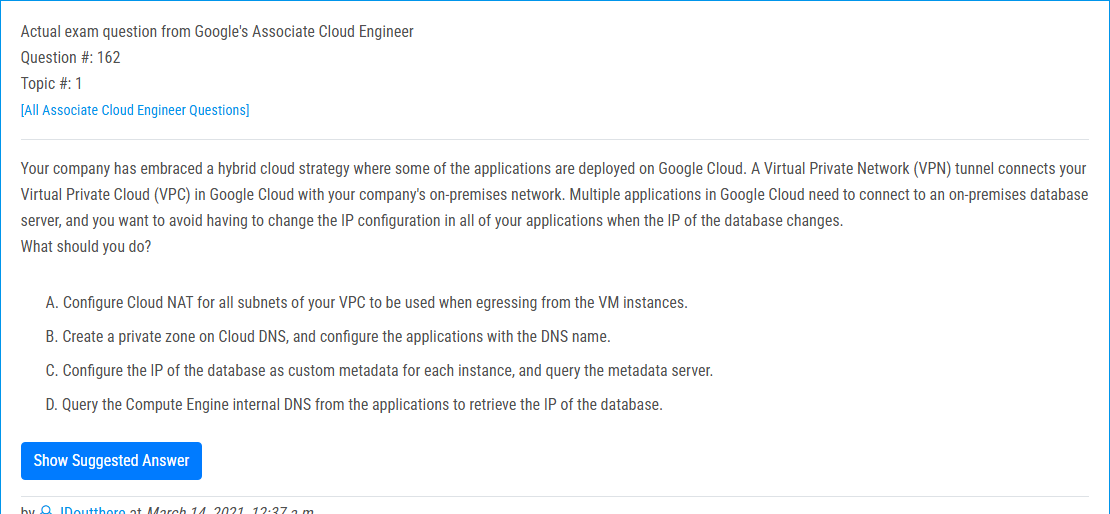 Actual exam question from Google's Associate Cloud Engineer
Question #: 162
Topic #: 1
[All Associate Cloud Engineer Questions]
Your company has embraced a hybrid cloud strategy where some of the applications are deployed on Google Cloud. A Virtual Private Network (VPN) tunnel connects your
Virtual Private Cloud (VPC) in Google Cloud with your company's on-premises network. Multiple applications in Google Cloud need to connect to an on-premises database
server, and you want to avoid having to change the IP configuration in all of your applications when the IP of the database changes.
What should you do?
A. Configure Cloud NAT for all subnets of your VPC to be used when egressing from the VM instances.
B. Create a private zone on Cloud DNS, and configure the applications with the DNS name.
C. Configure the IP of the database as custom metadata for each instance, and query the metadata server.
D. Query the Compute Engine internal DNS from the applications to retrieve the IP of the database.
Show Suggested Answer
by JDoutthere at March 14, 2021, 12:37 a.m.